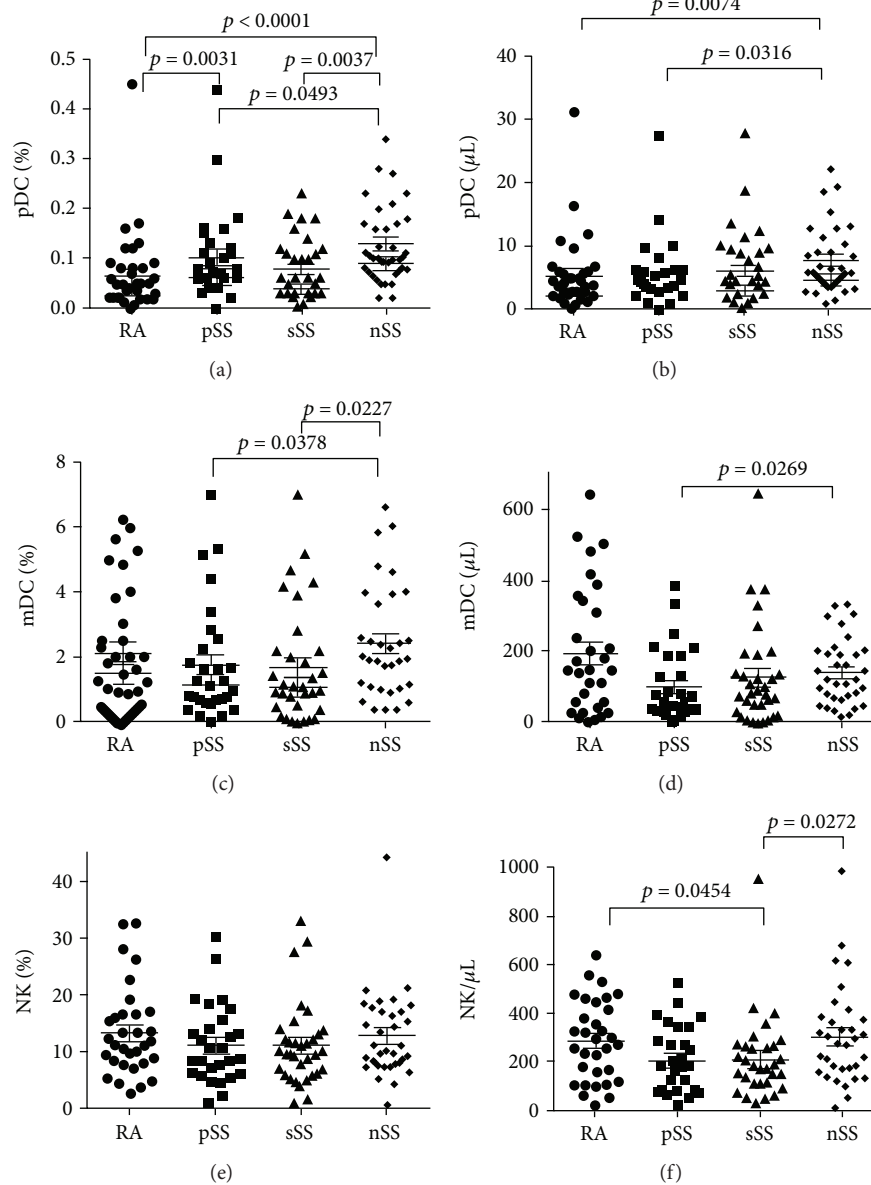 p < 0.0001
p = 0.0031
p = 0.0037
p = 0.0493
pDC (%)
0.5
0.4
0.3
0.2
0.1
0.0
RA
pSS
sSS
nSS
(a)
p = 0.0074
p = 0.0316
pDC (μL)
40
30
20
10
0
RA
pSS
sSS
nSS
(b)
p = 0.0227
p = 0.0378
mDC (%)
8
6
4
2
0
RA
pSS
sSS
nSS
(c)
p = 0.0269
mDC (μL)
600
400
200
0
RA
pSS
sSS
nSS
(d)
NK (%)
40
30
20
10
0
RA
pSS
sSS
nSS
(e)
p = 0.0272
p = 0.0454
NK/μL
1000
800
600
400
200
0
RA
pSS
sSS
nSS
(f)